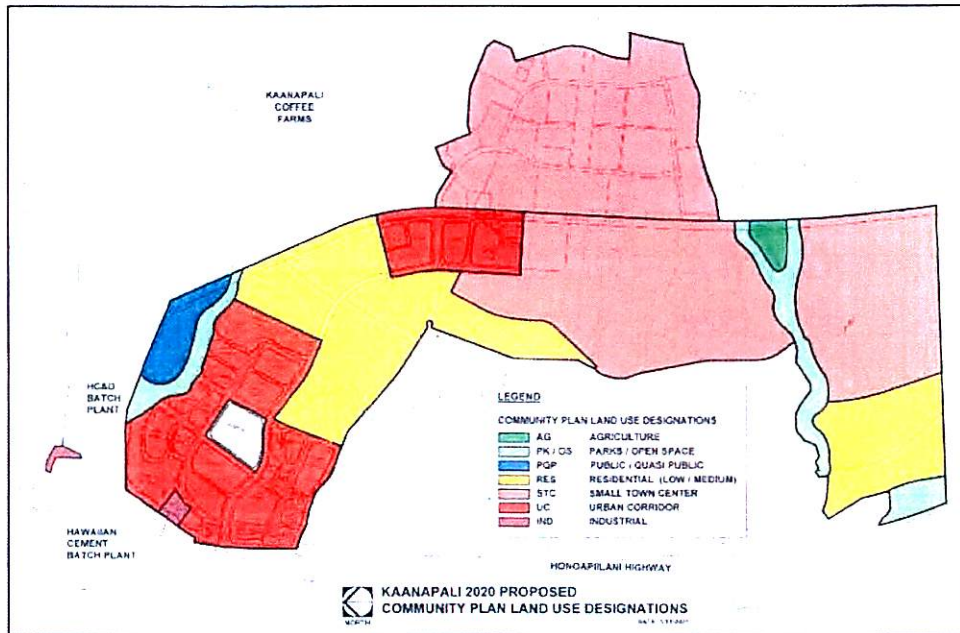 KAANAPALI
COFFEE
FARMS
HC&D
BATCH
PLANT
HAWAIIAN
CEMENT
BATCH PLANT
LEGEND
COMMUNITY PLAN LAND USE DESIGNATIONS
AG AGRICULTURE
PK / OS PARKS / OPEN SPACE
PQP PUBLIC / QUASI PUBLIC
RES RESIDENTIAL (LOW / MEDIUM)
STC SMALL TOWN CENTER
UC URBAN CORRIDOR
IND INDUSTRIAL
HONOAPIILANI HIGHWAY
KAANAPALI 2020 PROPOSED
COMMUNITY PLAN LAND USE DESIGNATIONS
NORTH
DATE: